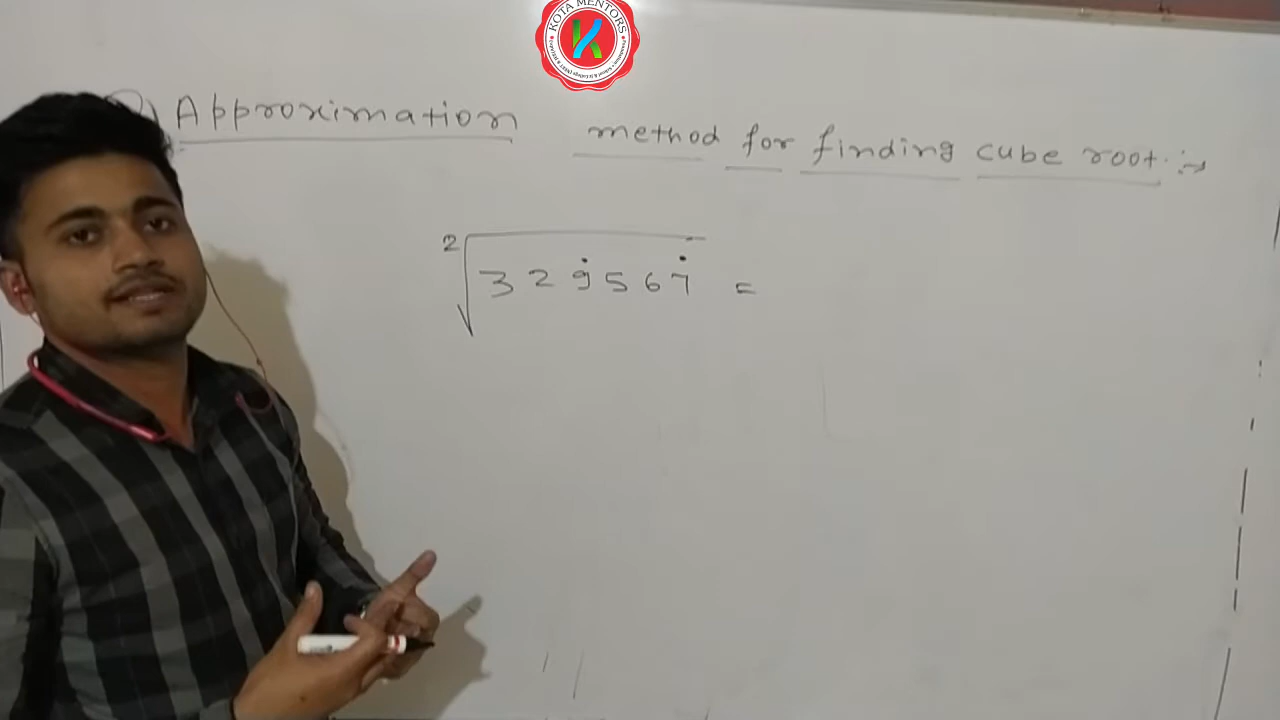 KOTA MENTORS
Approximation method for finding cube root :→
2√329567 =